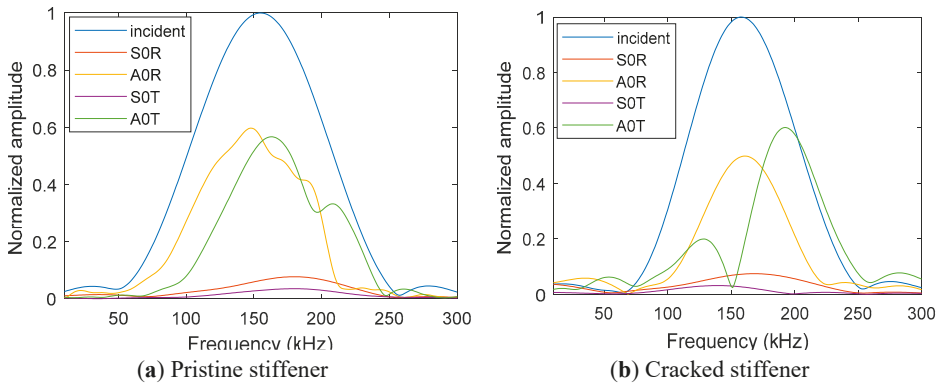 1
0.8
0.6
0.4
0.2
0
Normalized amplitude
incident
S0R
A0R
S0T
A0T
50 100 150 200 250 300
Frequency (kHz)
(a) Pristine stiffener
1
0.8
0.6
0.4
0.2
0
Normalized amplitude
incident
S0R
A0R
S0T
A0T
50 100 150 200 250 300
Frequency (kHz)
(b) Cracked stiffener